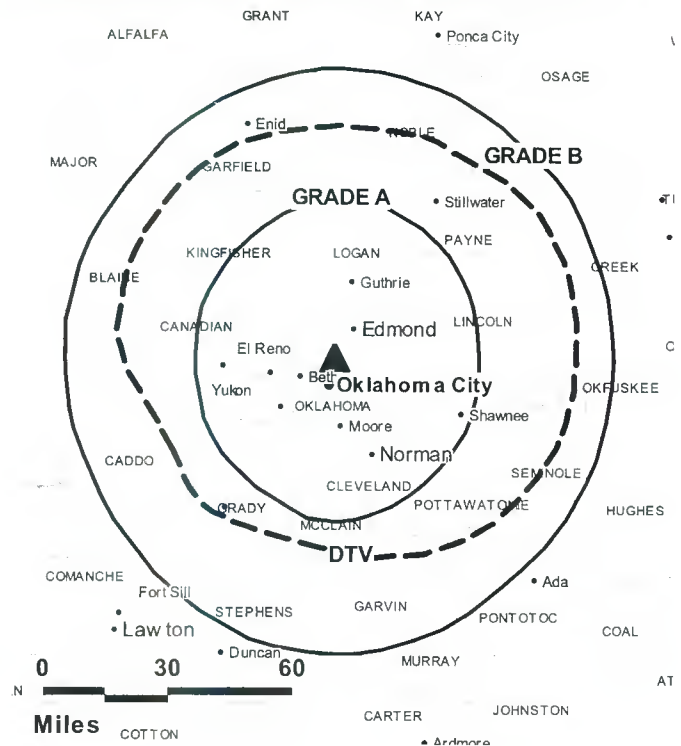 GRANT
KAY
ALFALFA
Ponca City
OSAGE
Enid
NOBLE
GRADE B
MAJOR
GARFIELD
GRADE A
Stillwater
PAYNE
KINGFISHER
LOGAN
CREEK
BLAINE
Guthrie
CANADIAN
Edmond
LINCOLN
El Reno
Beth
Oklahoma City
OKFUSKEE
Yukon
OKLAHOMA
Shawnee
Moore
CADDO
Norman
SEMINOLE
CLEVELAND
GRADY
POTTAWATOMIE
HUGHES
MCCLAIN
DTV
COMANCHE
Fort Sill
Ada
STEPHENS
GARVIN
PONTOTOC
Lawton
COAL
Duncan
MURRAY
0 30 60
AT
Miles
CARTER
JOHNSTON
COTTON
Ardmore